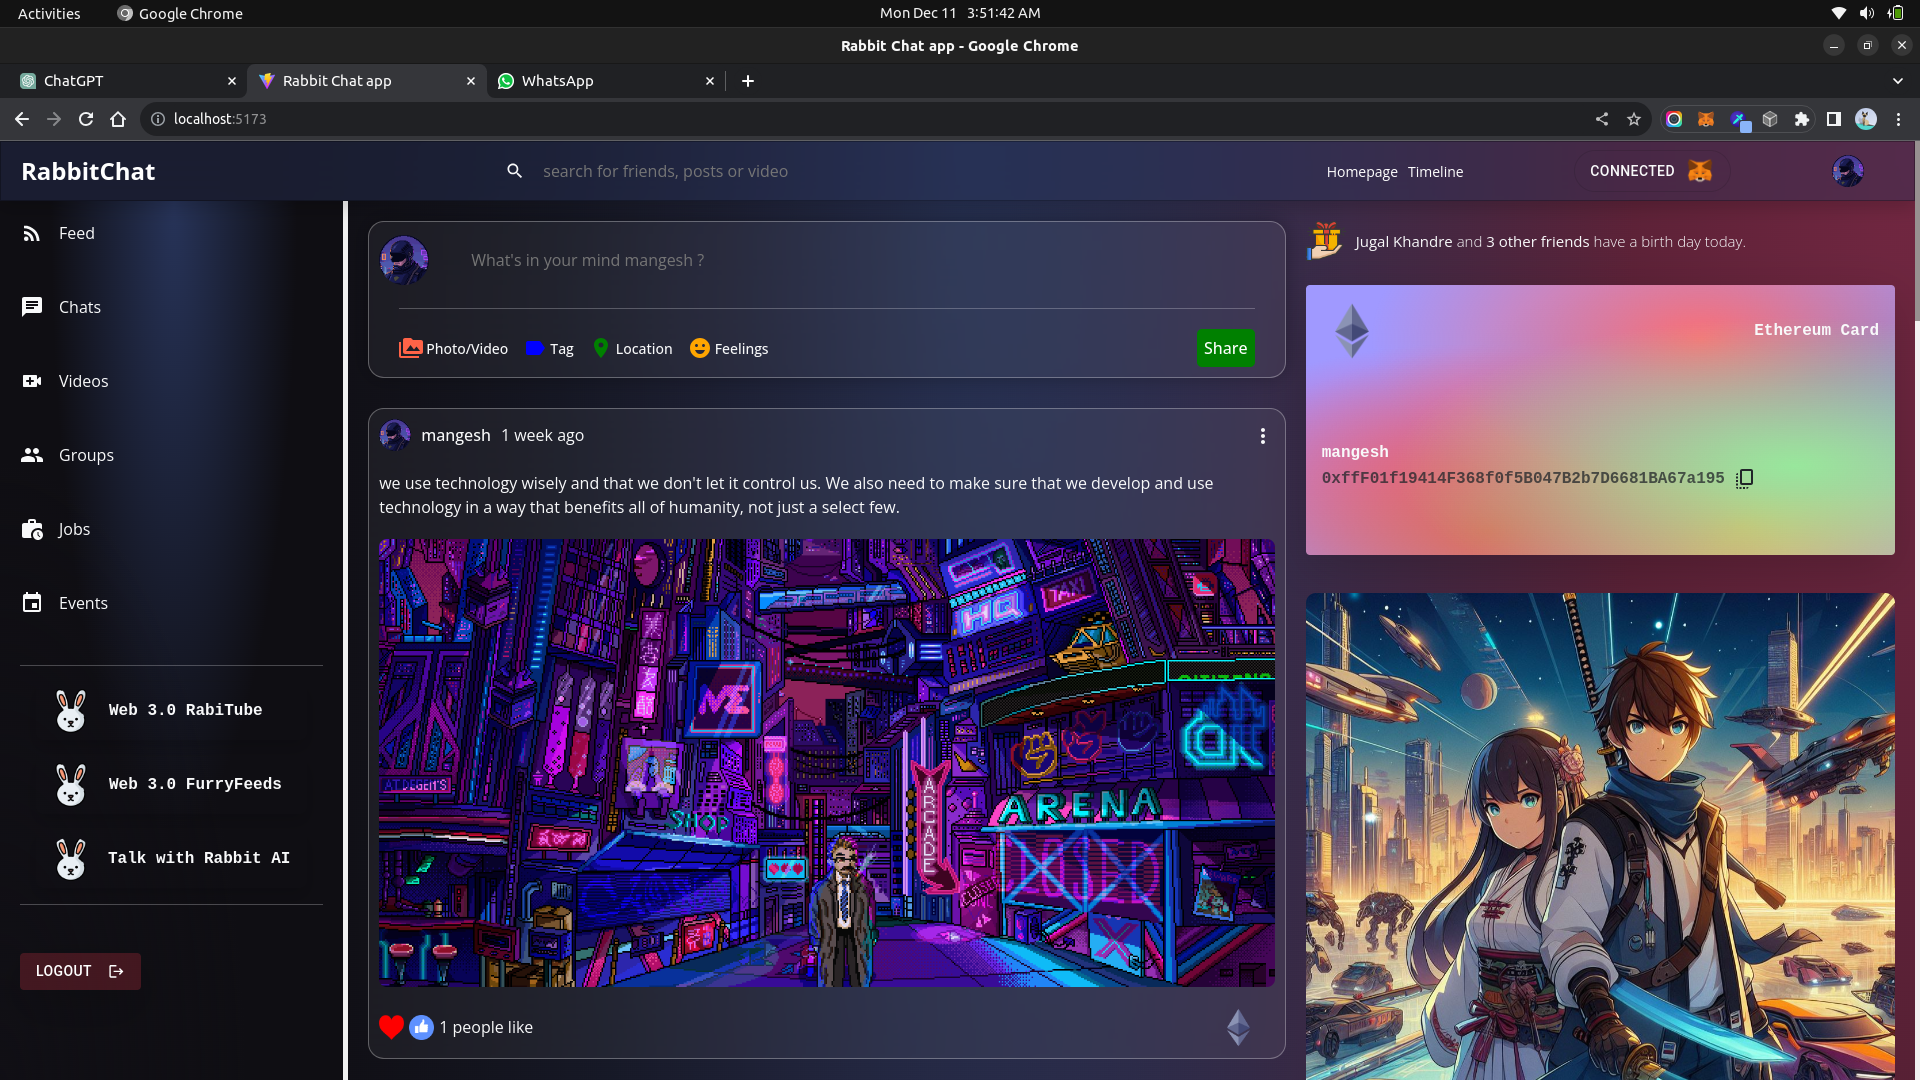 Activities
Google Chrome
Mon Dec 11 3:51:42 AM
Rabbit Chat app - Google Chrome
ChatGPT
Rabbit Chat app
WhatsApp
localhost:5173
RabbitChat
search for friends, posts or video
Homepage Timeline
CONNECTED
Feed
Chats
Videos
Groups
Jobs
Events
Web 3.0 RabiTube
Web 3.0 FurryFeeds
Talk with Rabbit AI
LOGOUT
What's in your mind mangesh ?
Photo/Video
Tag
Location
Feelings
Share
mangesh 1 week ago
we use technology wisely and that we don't let it control us. We also need to make sure that we develop and use
technology in a way that benefits all of humanity, not just a select few.
HQ
TAXI
ME
SHOP
ARCADE
ARENA
CLOSED
1 people like
Jugal Khandre and 3 other friends have a birth day today.
Ethereum Card
mangesh
0xffF01f19414F368f0f5B047B2b7D6681BA67a195